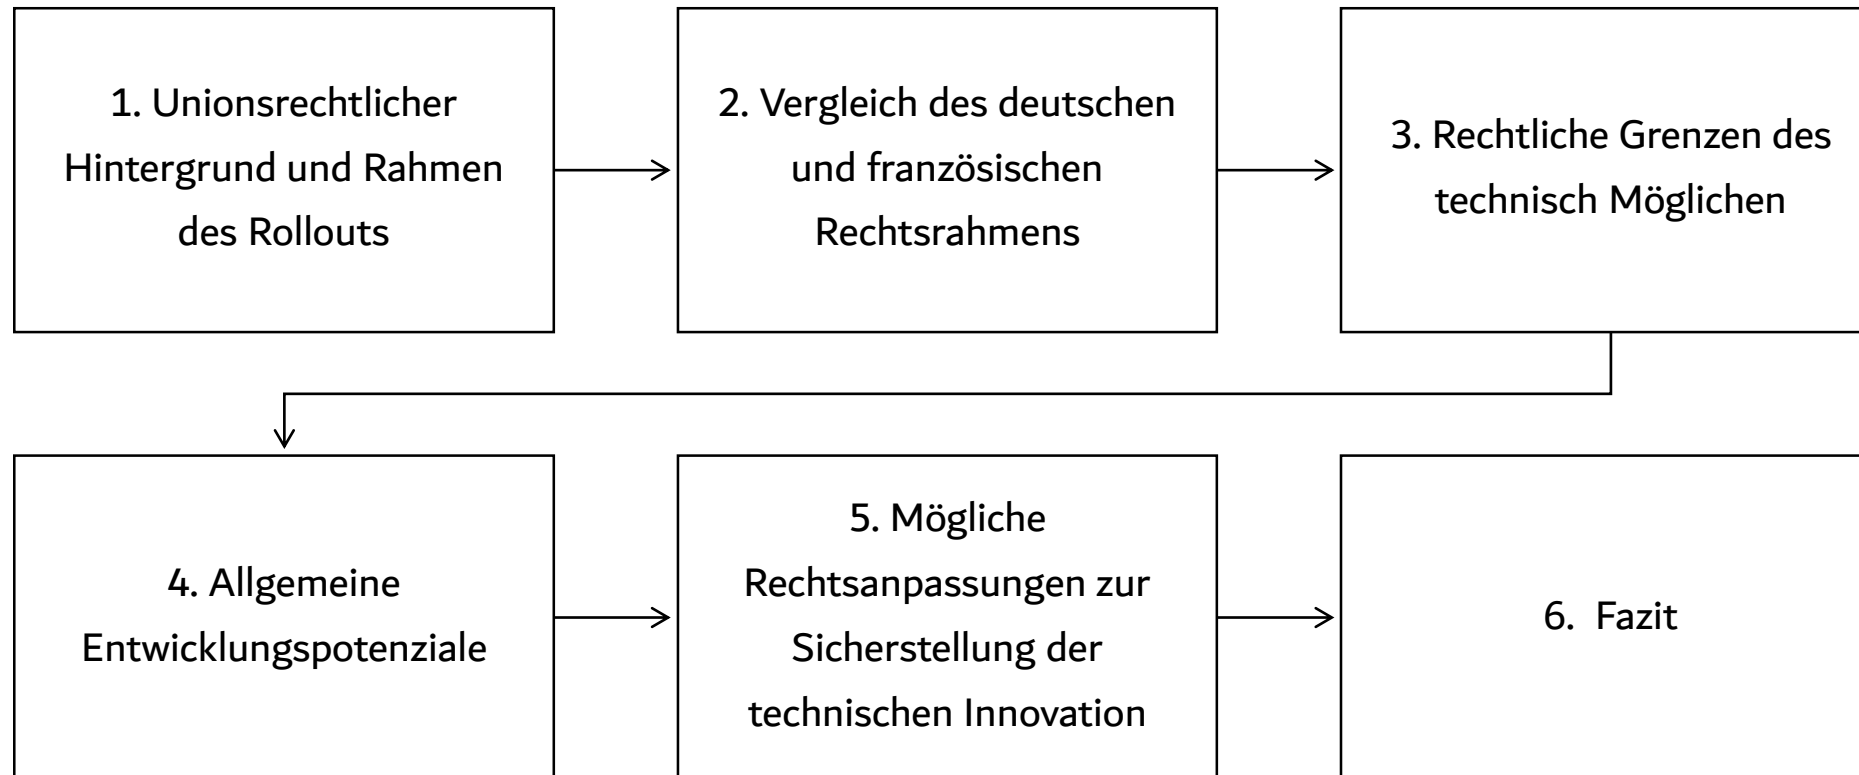 1. Unionsrechtlicher
Hintergrund und Rahmen
des Rollouts
2. Vergleich des deutschen
und französischen
Rechtsrahmens
3. Rechtliche Grenzen des
technisch Möglichen
4. Allgemeine
Entwicklungspotenziale
5. Mögliche
Rechtsanpassungen zur
Sicherstellung der
technischen Innovation
6. Fazit